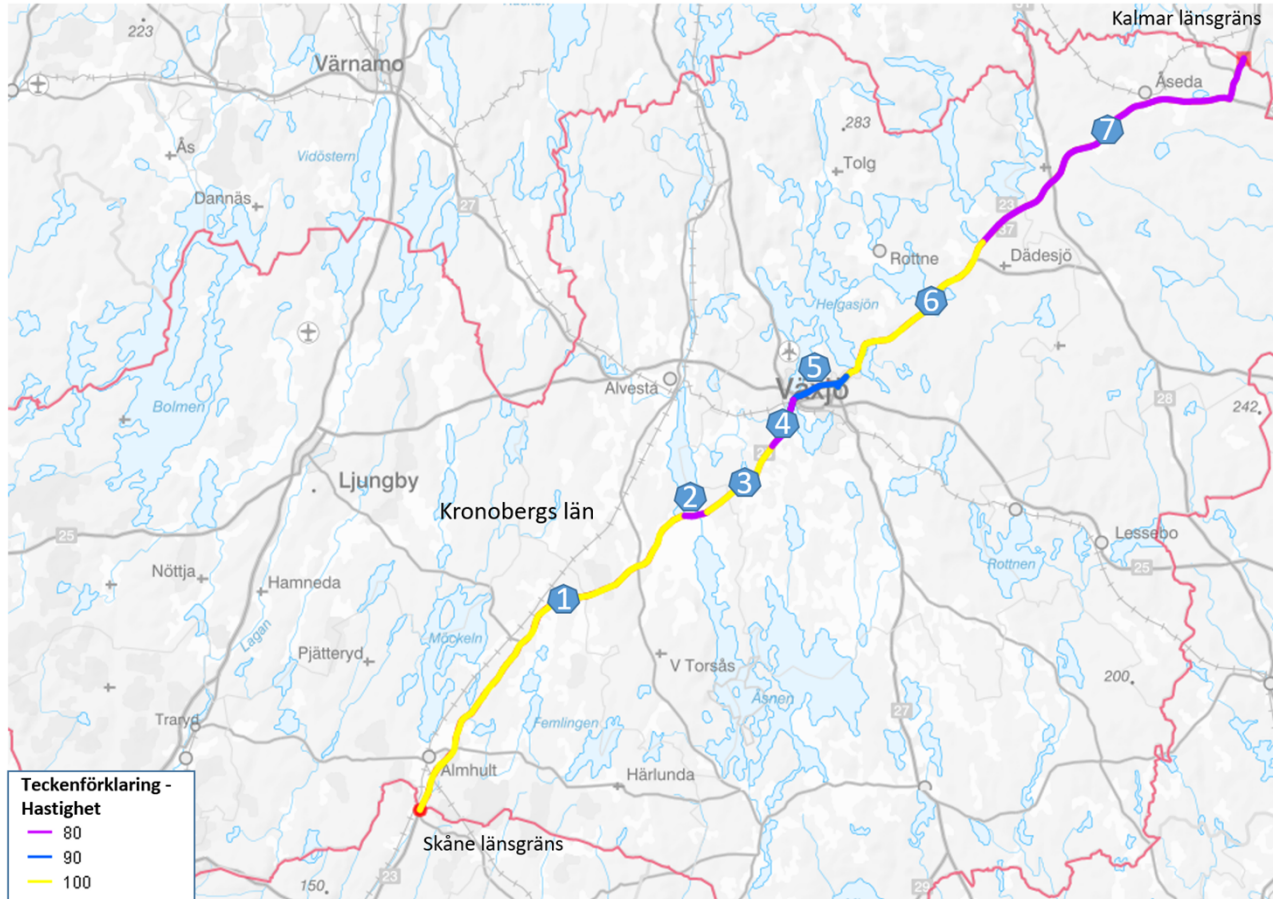 Kalmar länsgräns
223
Värnamo
Åseda
7
283
Ås
Vidöstern
Tolg
Dannäs
27
23
37
Rottne
Dädesjö
6
Helgasjön
5
Alvesta
Växjö
Bolmen
28
242
4
Ljungby
3
2
Kronobergs län
25
Lessebo
Rottnen
25
Nöttja
Hamneda
1
Lagan
Möckeln
Pjätteryd
V Torsås
200
Åsnen
Traryd
Femlingen
27
Älmhult
Härlunda
Teckenförklaring -
Hastighet
80
90
100
Skåne länsgräns
150
23
29